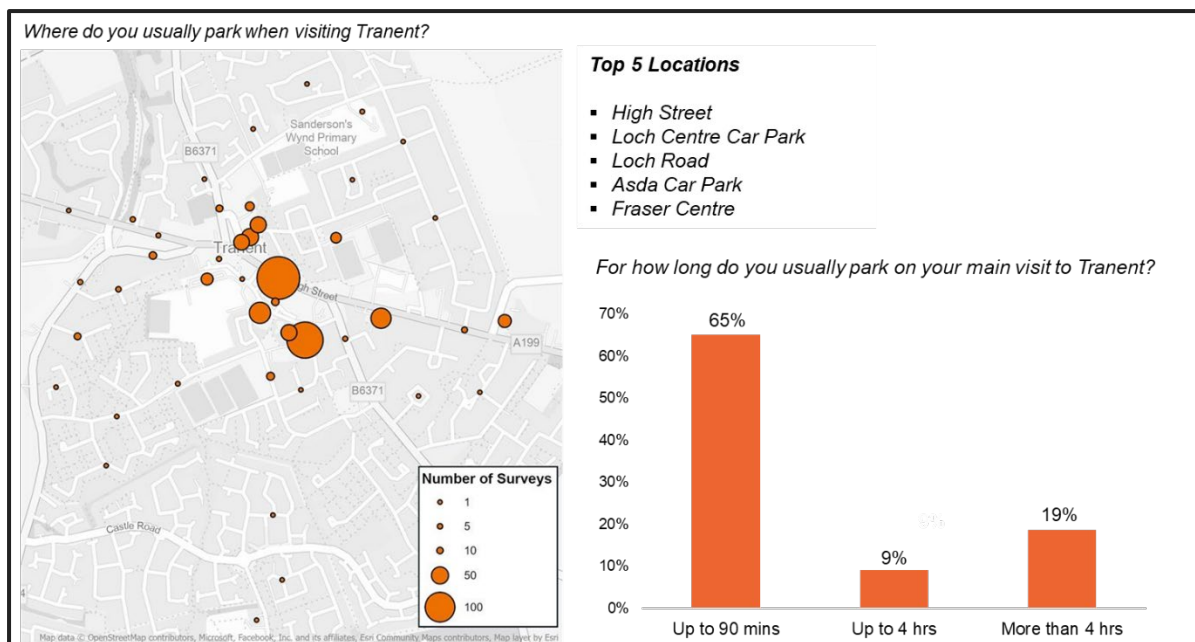 Where do you usually park when visiting Tranent?
Sanderson's
Wynd Primary
School
B6371
Tranent
High Street
A199
B6371
Castle Road
Number of Surveys
1
5
10
50
100
Map data © OpenStreetMap contributors, Microsoft, Facebook, Inc. and its affiliates, Esri Community Maps contributors, Map layer by Esri
Top 5 Locations
▪ High Street
▪ Loch Centre Car Park
▪ Loch Road
▪ Asda Car Park
▪ Fraser Centre
For how long do you usually park on your main visit to Tranent?
70%
60%
50%
40%
30%
20%
10%
0%
65%
9%
19%
Up to 90 mins
Up to 4 hrs
More than 4 hrs